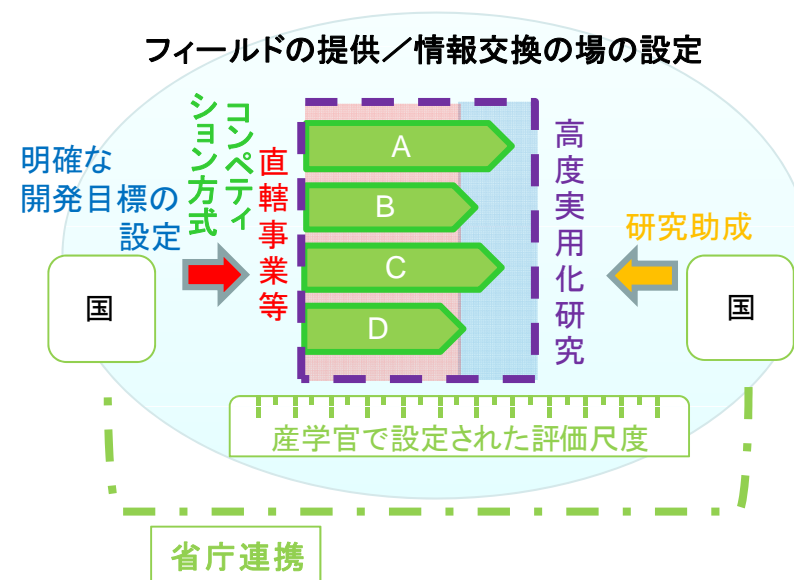 フィールドの提供／情報交換の場の設定
明確な
開発目標の
設定
国
コンペティ
ション方式
直轄事業等
A
B
C
D
高度実用化研究
研究助成
国
産学官で設定された評価尺度
省庁連携